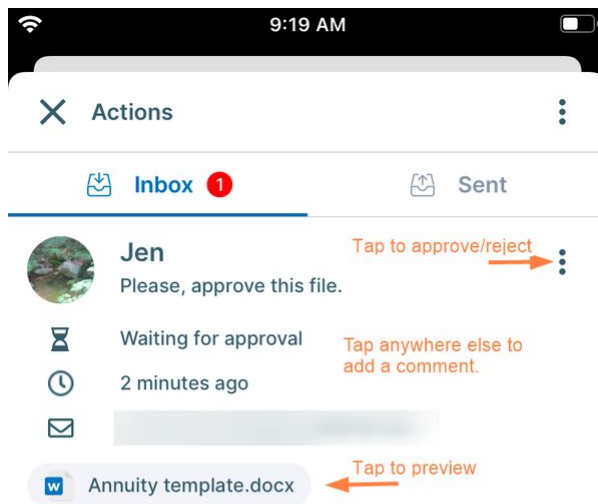 9:19 AM
Actions
Inbox 1
Sent
Jen
Tap to approve/reject
Please, approve this file.
Waiting for approval
Tap anywhere else to
add a comment.
2 minutes ago
W
Annuity template.docx
Tap to preview